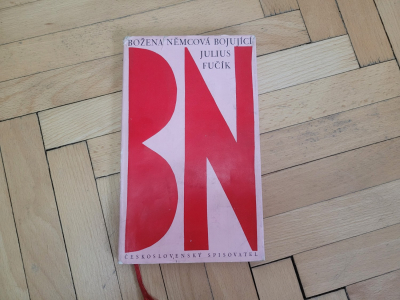 BOŽENA NĚMCOVÁ BOJUJÍCÍ
JULIUS
FUČÍK
BN
ČESKOSLOVENSKÝ SPISOVATEL